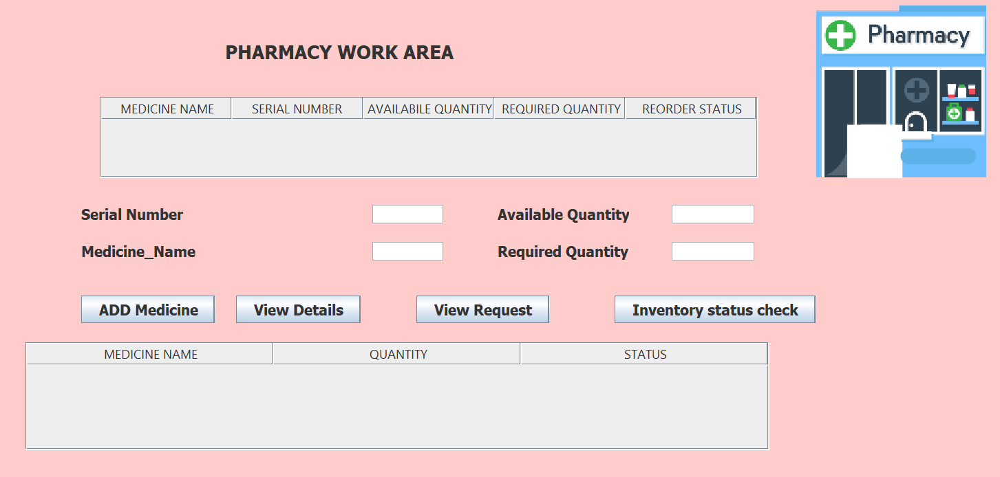 Pharmacy
PHARMACY WORK AREA
MEDICINE NAME SERIAL NUMBER AVAILABILE QUANTITY REQUIRED QUANTITY REORDER STATUS
Serial Number Available Quantity
Medicine_Name Required Quantity
ADD Medicine View Details View Request Inventory status check
MEDICINE NAME QUANTITY STATUS